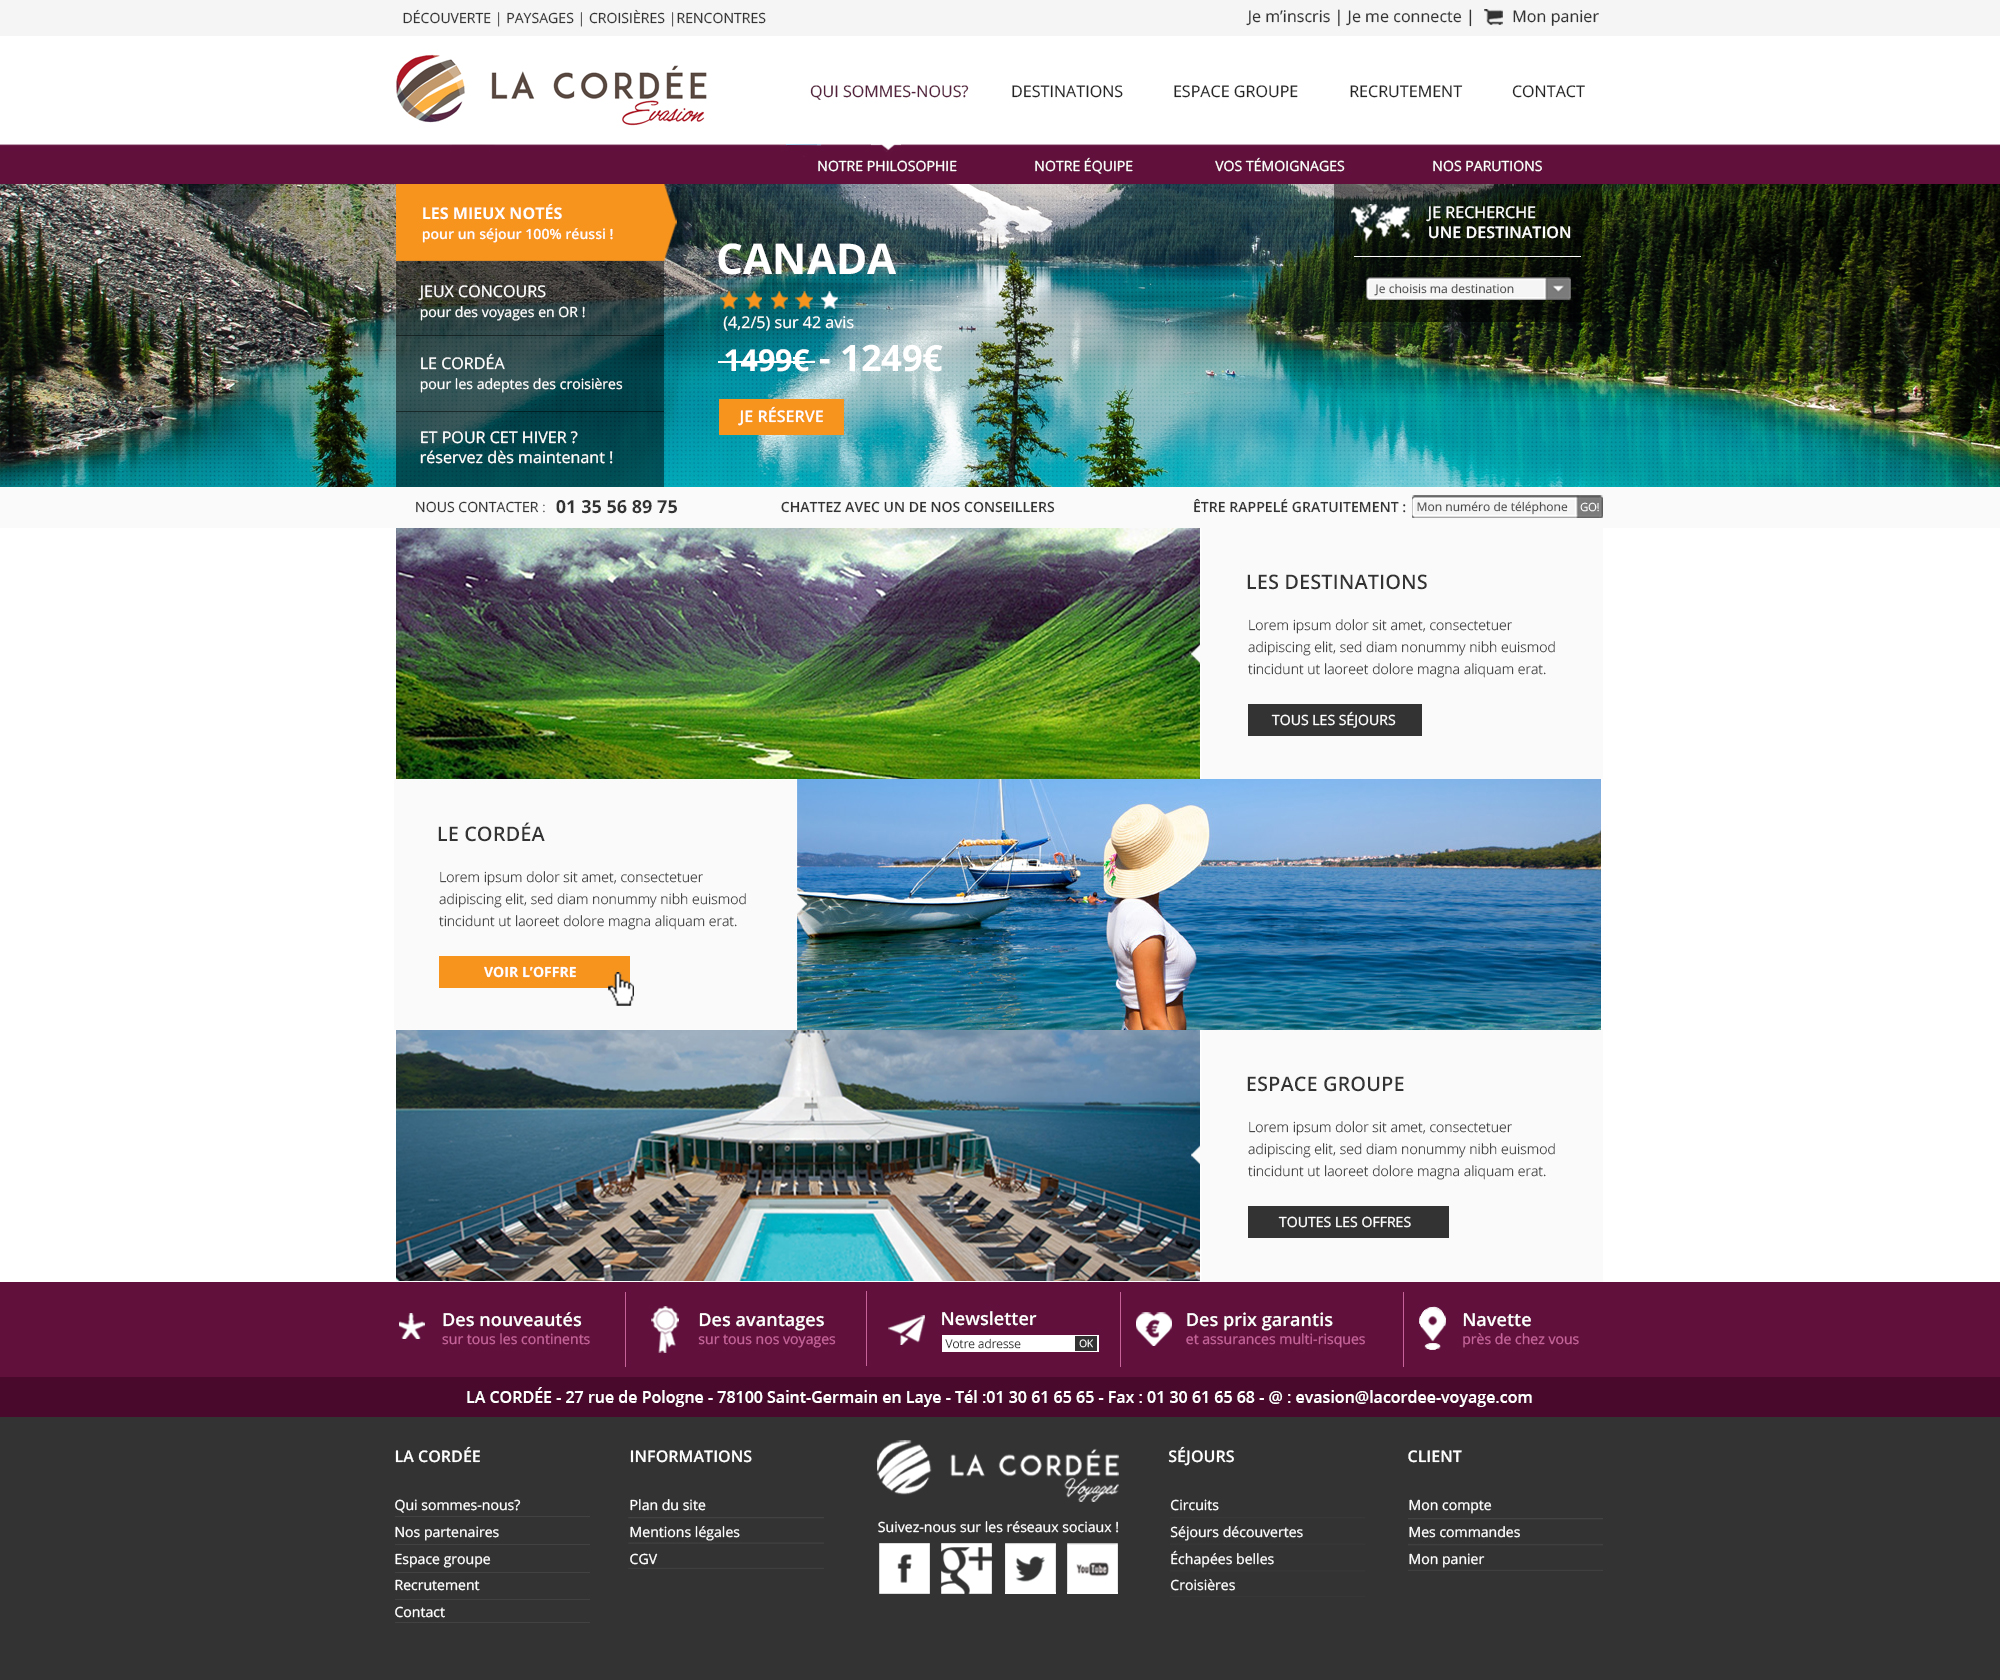 DÉCOUVERTE | PAYSAGES | CROISIÈRES |RENCONTRES
Je m'inscris | Je me connecte | Mon panier
LA CORDÉE
Evasion
QUI SOMMES-NOUS? DESTINATIONS ESPACE GROUPE RECRUTEMENT CONTACT
NOTRE PHILOSOPHIE NOTRE ÉQUIPE VOS TÉMOIGNAGES NOS PARUTIONS
LES MIEUX NOTÉS
pour un séjour 100% réussi !
JEUX CONCOURS
pour des voyages en OR !
LE CORDÉA
pour les adeptes des croisières
ET POUR CET HIVER ?
réservez dès maintenant !
CANADA
(4,2/5) sur 42 avis
1499€ - 1249€
JE RÉSERVE
JE RECHERCHE
UNE DESTINATION
Je choisis ma destination
NOUS CONTACTER : 01 35 56 89 75
CHATTEZ AVEC UN DE NOS CONSEILLERS
ÊTRE RAPPELÉ GRATUITEMENT : Mon numéro de téléphone GO!
LES DESTINATIONS
Lorem ipsum dolor sit amet, consectetuer
adipiscing elit, sed diam nonummy nibh euismod
tincidunt ut laoreet dolore magna aliquam erat.
TOUS LES SÉJOURS
LE CORDÉA
Lorem ipsum dolor sit amet, consectetuer
adipiscing elit, sed diam nonummy nibh euismod
tincidunt ut laoreet dolore magna aliquam erat.
VOIR L'OFFRE
ESPACE GROUPE
Lorem ipsum dolor sit amet, consectetuer
adipiscing elit, sed diam nonummy nibh euismod
tincidunt ut laoreet dolore magna aliquam erat.
TOUTES LES OFFRES
Des nouveautés
sur tous les continents
Des avantages
sur tous nos voyages
Newsletter
Votre adresse OK
Des prix garantis
et assurances multi-risques
Navette
près de chez vous
LA CORDÉE - 27 rue de Pologne - 78100 Saint-Germain en Laye - Tél :01 30 61 65 65 - Fax : 01 30 61 65 68 - @ : evasion@lacordee-voyage.com
LA CORDÉE
Qui sommes-nous?
Nos partenaires
Espace groupe
Recrutement
Contact
INFORMATIONS
Plan du site
Mentions légales
CGV
LA CORDÉE
Voyages
Suivez-nous sur les réseaux sociaux !
f g+ YouTube
SÉJOURS
Circuits
Séjours découvertes
Échapées belles
Croisières
CLIENT
Mon compte
Mes commandes
Mon panier